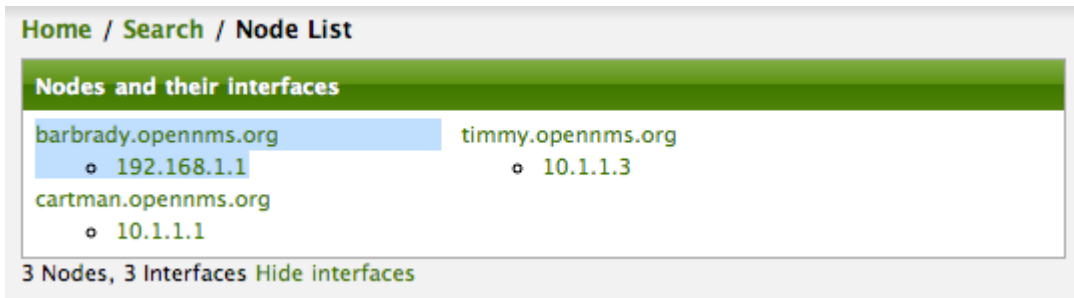 Home / Search / Node List
Nodes and their interfaces
barbrady.opennms.org
192.168.1.1
cartman.opennms.org
10.1.1.1
timmy.opennms.org
10.1.1.3
3 Nodes, 3 Interfaces Hide interfaces